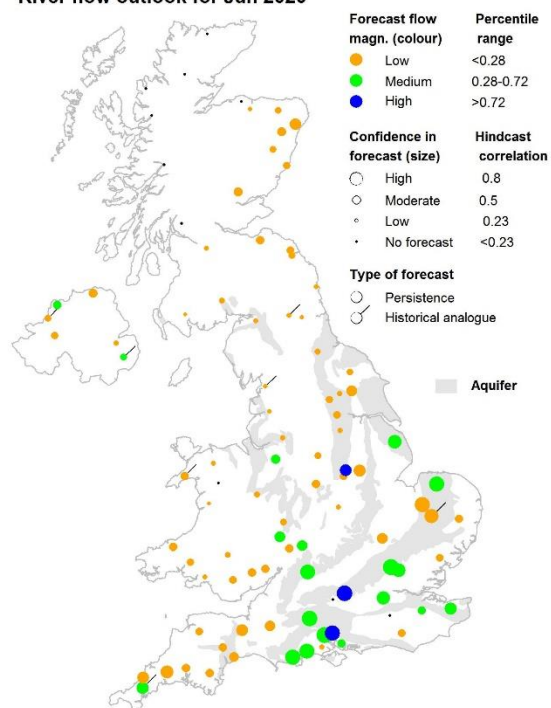 River flow outlook for Jun 2020
Forecast flow magn. (colour) Percentile range
Low <0.28
Medium 0.28-0.72
High >0.72
Confidence in forecast (size) Hindcast correlation
High 0.8
Moderate 0.5
Low 0.23
No forecast <0.23
Type of forecast
Persistence
Historical analogue
Aquifer